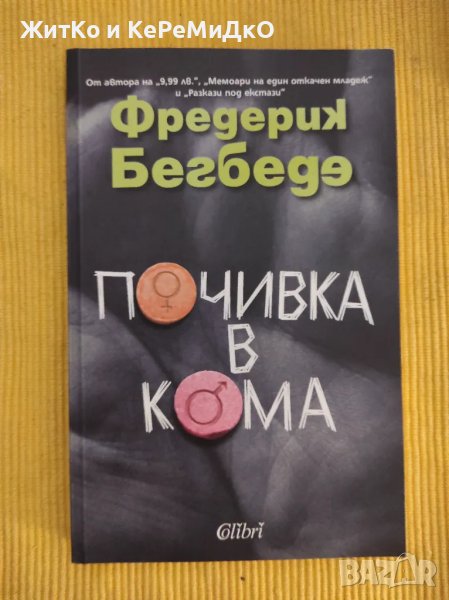 ЖитКо и КеРеМидкО
От автора на „9,99 лв.“, „Мемоари на един откачен младеж“
и „Разкази под екстази“
Фредерик
Бегбеде
ПОЧИВКА
В
КОМА
Colibri
BAZAR